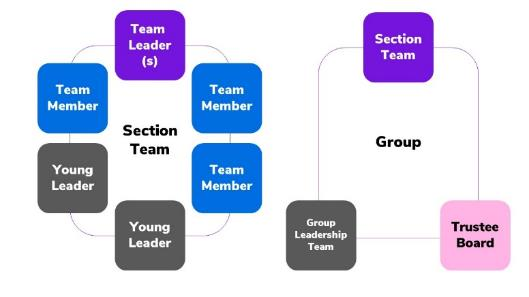 Team
Leader
(s)
Team
Member
Team
Member
Section
Team
Young
Leader
Team
Member
Young
Leader
Section
Team
Group
Group
Leadership
Team
Trustee
Board